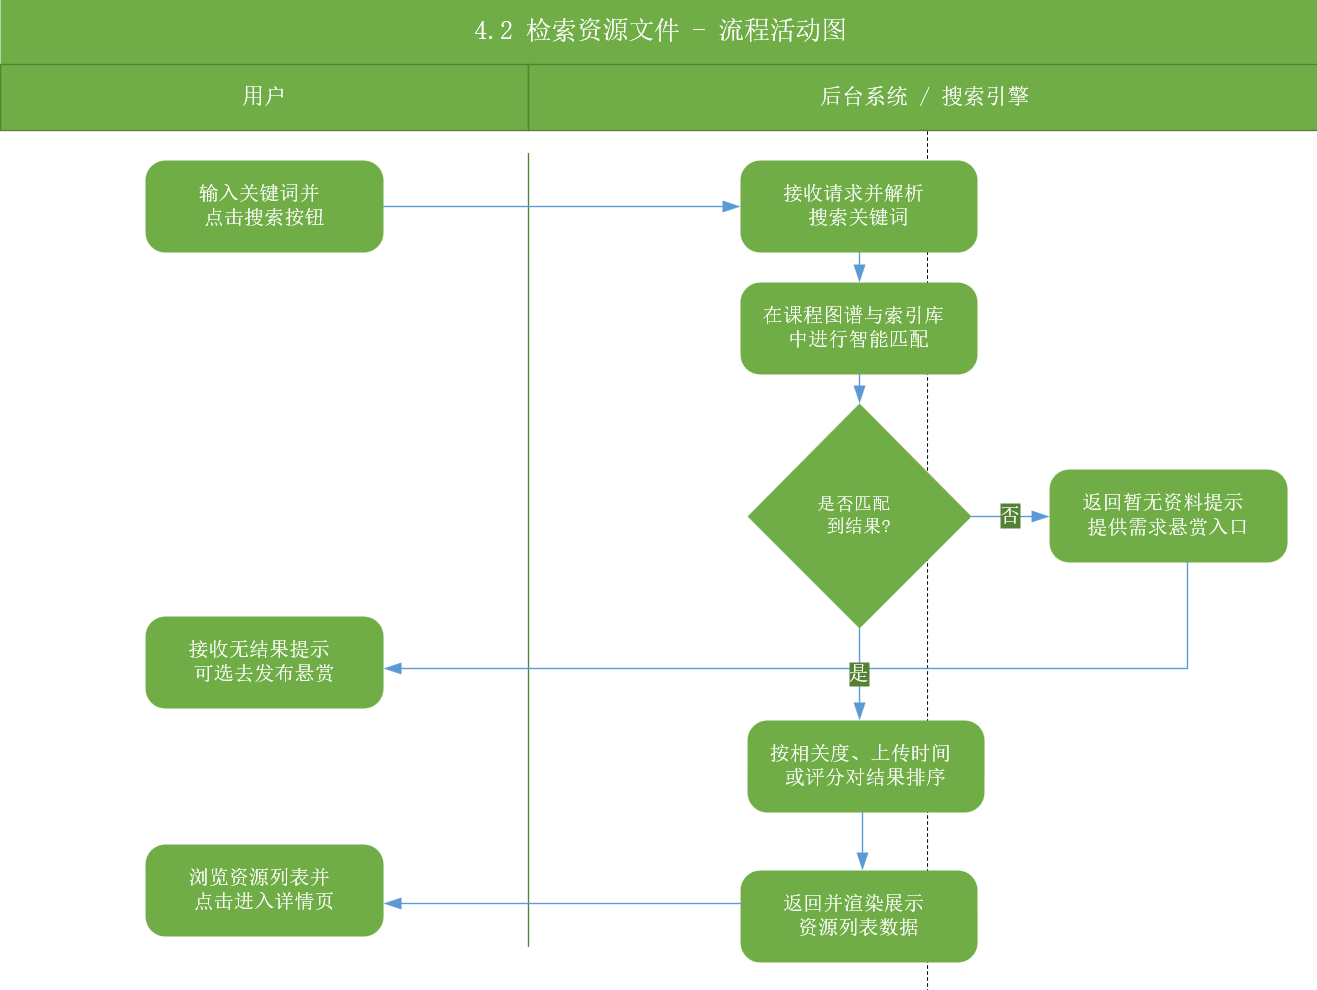 4.2 检索资源文件 - 流程活动图
用户
后台系统 / 搜索引擎
输入关键词并
点击搜索按钮
接收请求并解析
搜索关键词
在课程图谱与索引库
中进行智能匹配
是否匹配
到结果?
否
返回暂无资料提示
提供需求悬赏入口
接收无结果提示
可选去发布悬赏
是
按相关度、上传时间
或评分对结果排序
浏览资源列表并
点击进入详情页
返回并渲染展示
资源列表数据